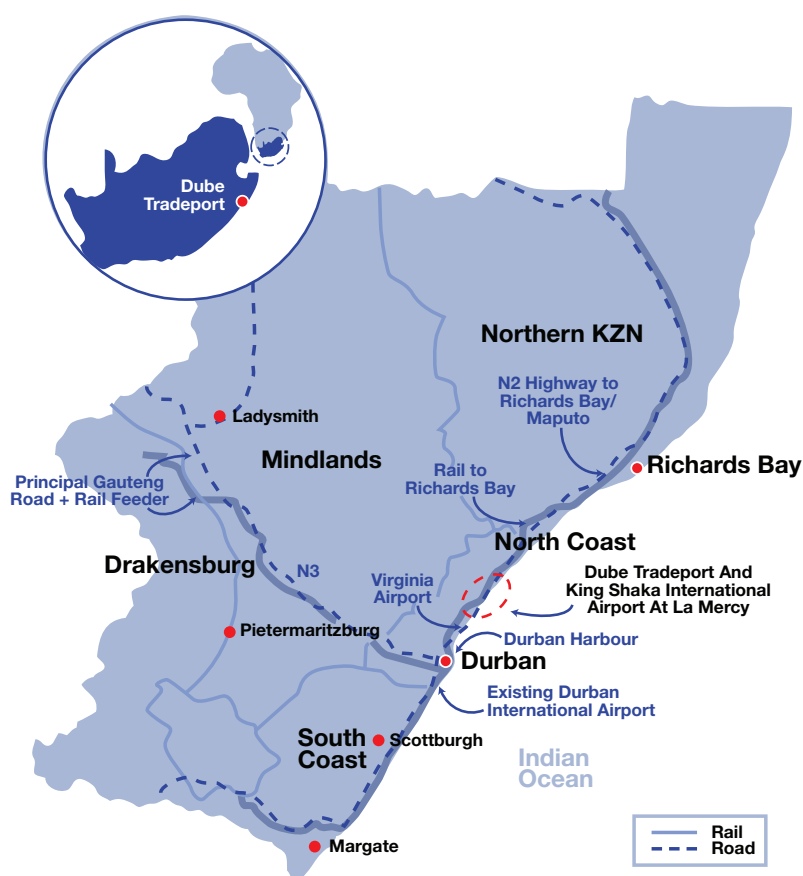 Dube
Tradeport
Northern KZN
N2 Highway to
Richards Bay/
Maputo
Ladysmith
Mindlands
Richards Bay
Rail to
Richards Bay
Principal Gauteng
Road + Rail Feeder
North Coast
Drakensburg
N3
Virginia
Airport
Dube Tradeport And
King Shaka International
Airport At La Mercy
Pietermaritzburg
Durban Harbour
Durban
Existing Durban
International Airport
South
Coast
Scottburgh
Indian
Ocean
Rail
Road
Margate